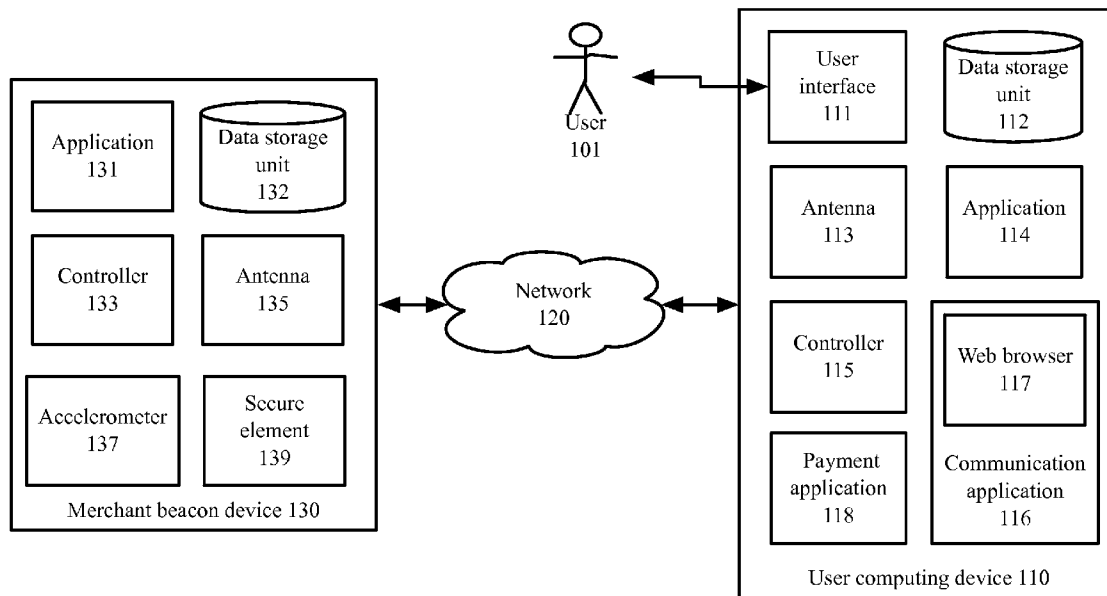 Application
131
Data storage
unit
132
Controller
133
Antenna
135
Accelerometer
137
Secure
element
139
Merchant beacon device 130
User
101
Network
120
User
interface
111
Data storage
unit
112
Antenna
113
Application
114
Controller
115
Web browser
117
Payment
application
118
Communication
application
116
User computing device 110